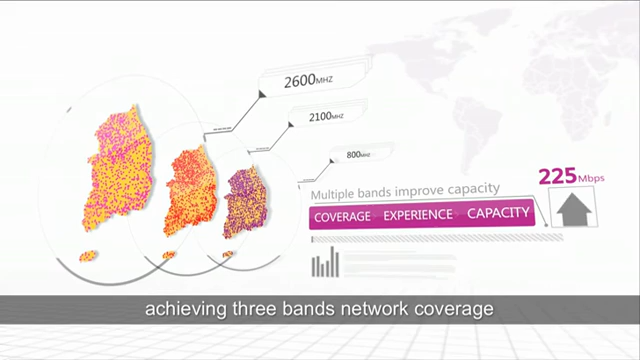 2600MHZ
2100MHZ
800MHZ
225Mbps
Multiple bands improve capacity
COVERAGE EXPERIENCE CAPACITY
achieving three bands network coverage